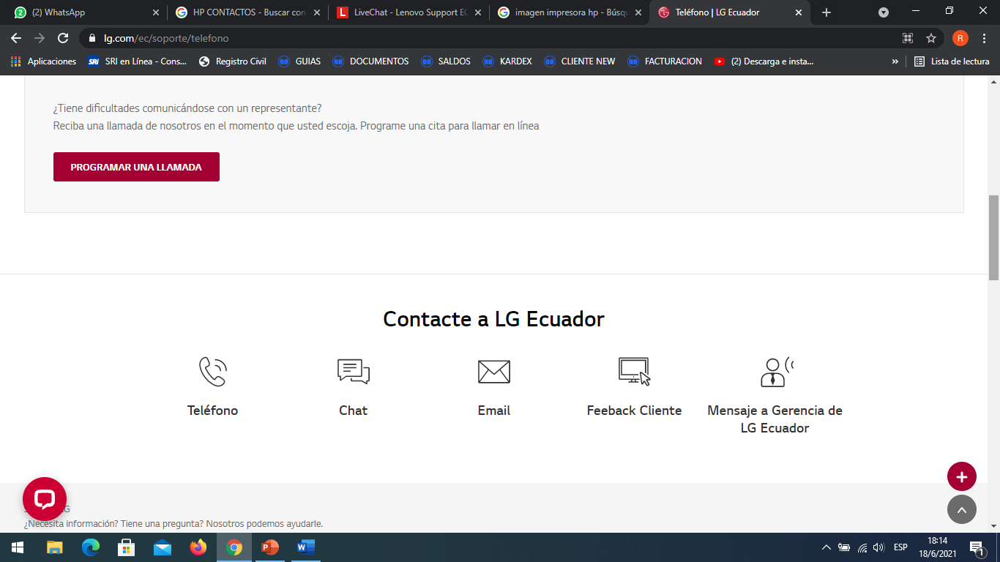 (2) WhatsApp
HP CONTACTOS - Buscar con
LiveChat - Lenovo Support EC
imagen impresora hp - Búsqu
Teléfono | LG Ecuador
lg.com/ec/soporte/telefono
R
Aplicaciones
SRI en Línea - Cons...
Registro Civil
GUIAS
DOCUMENTOS
SALDOS
KARDEX
CLIENTE NEW
FACTURACION
(2) Descarga e insta...
»
Lista de lectura
¿Tiene dificultades comunicándose con un representante?
Reciba una llamada de nosotros en el momento que usted escoja. Programe una cita para llamar en línea
PROGRAMAR UNA LLAMADA
Contacte a LG Ecuador
Teléfono
Chat
Email
Feeback Cliente
Mensaje a Gerencia de
LG Ecuador
¿Necesita información? Tiene una pregunta? Nosotros podemos ayudarle.
ESP
18:14
18/6/2021
1